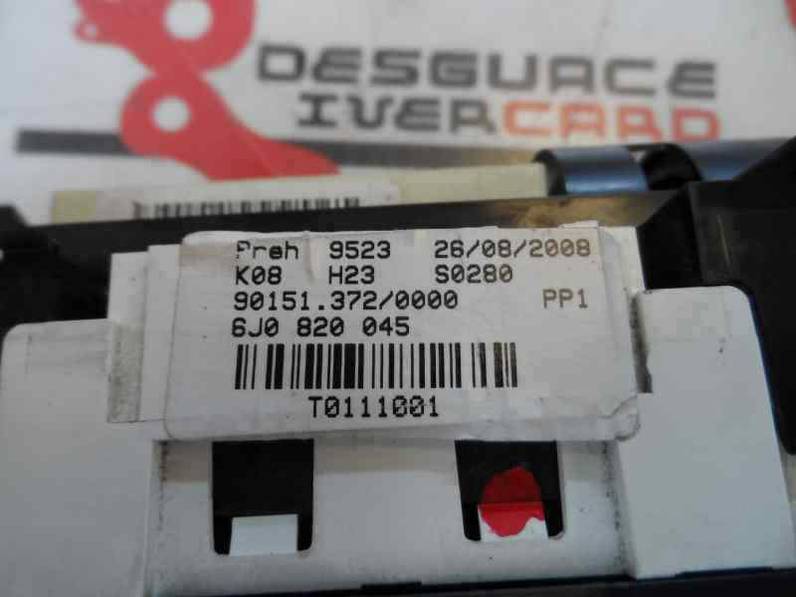 DESGUACE
IVERCARD
Preh 9523 26/08/2008
K08 H23 S0280
90151.372/0000 PP1
6J0 820 045
T0111001